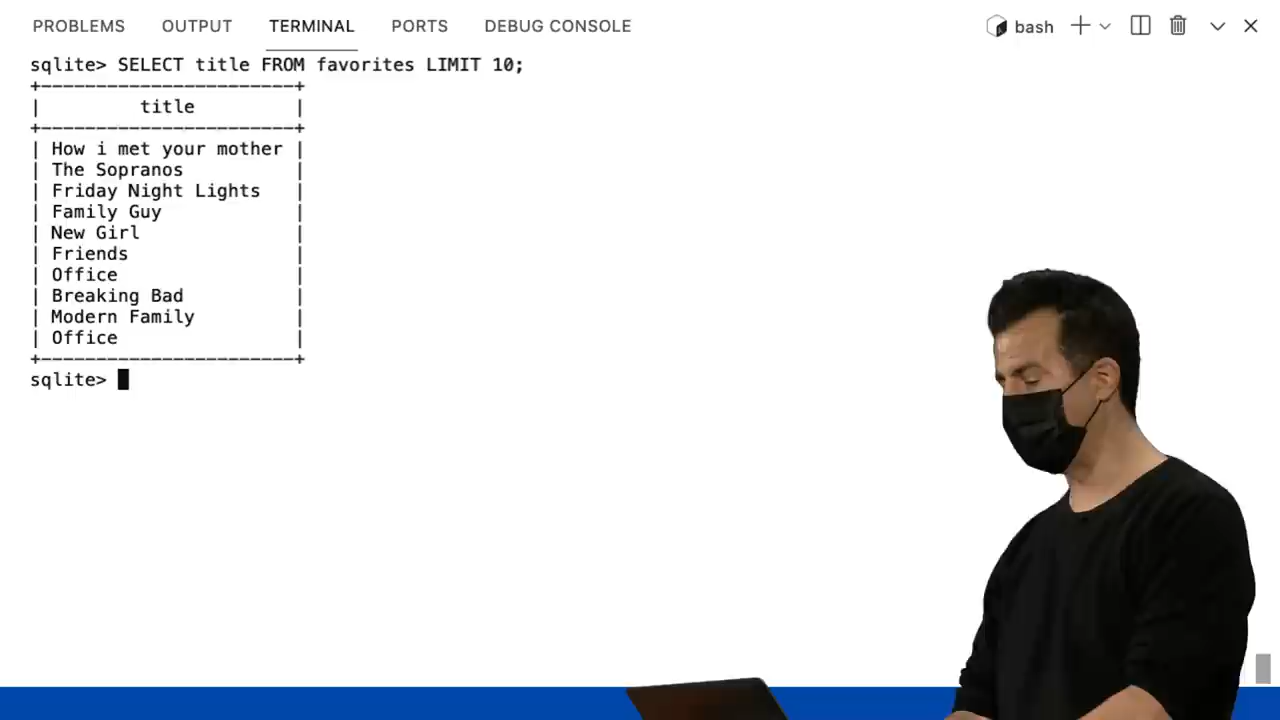 PROBLEMS OUTPUT TERMINAL PORTS DEBUG CONSOLE bash
sqlite> SELECT title FROM favorites LIMIT 10;
+------------------------+
| title |
+------------------------+
| How i met your mother |
| The Sopranos |
| Friday Night Lights |
| Family Guy |
| New Girl |
| Friends |
| Office |
| Breaking Bad |
| Modern Family |
| Office |
+------------------------+
sqlite>